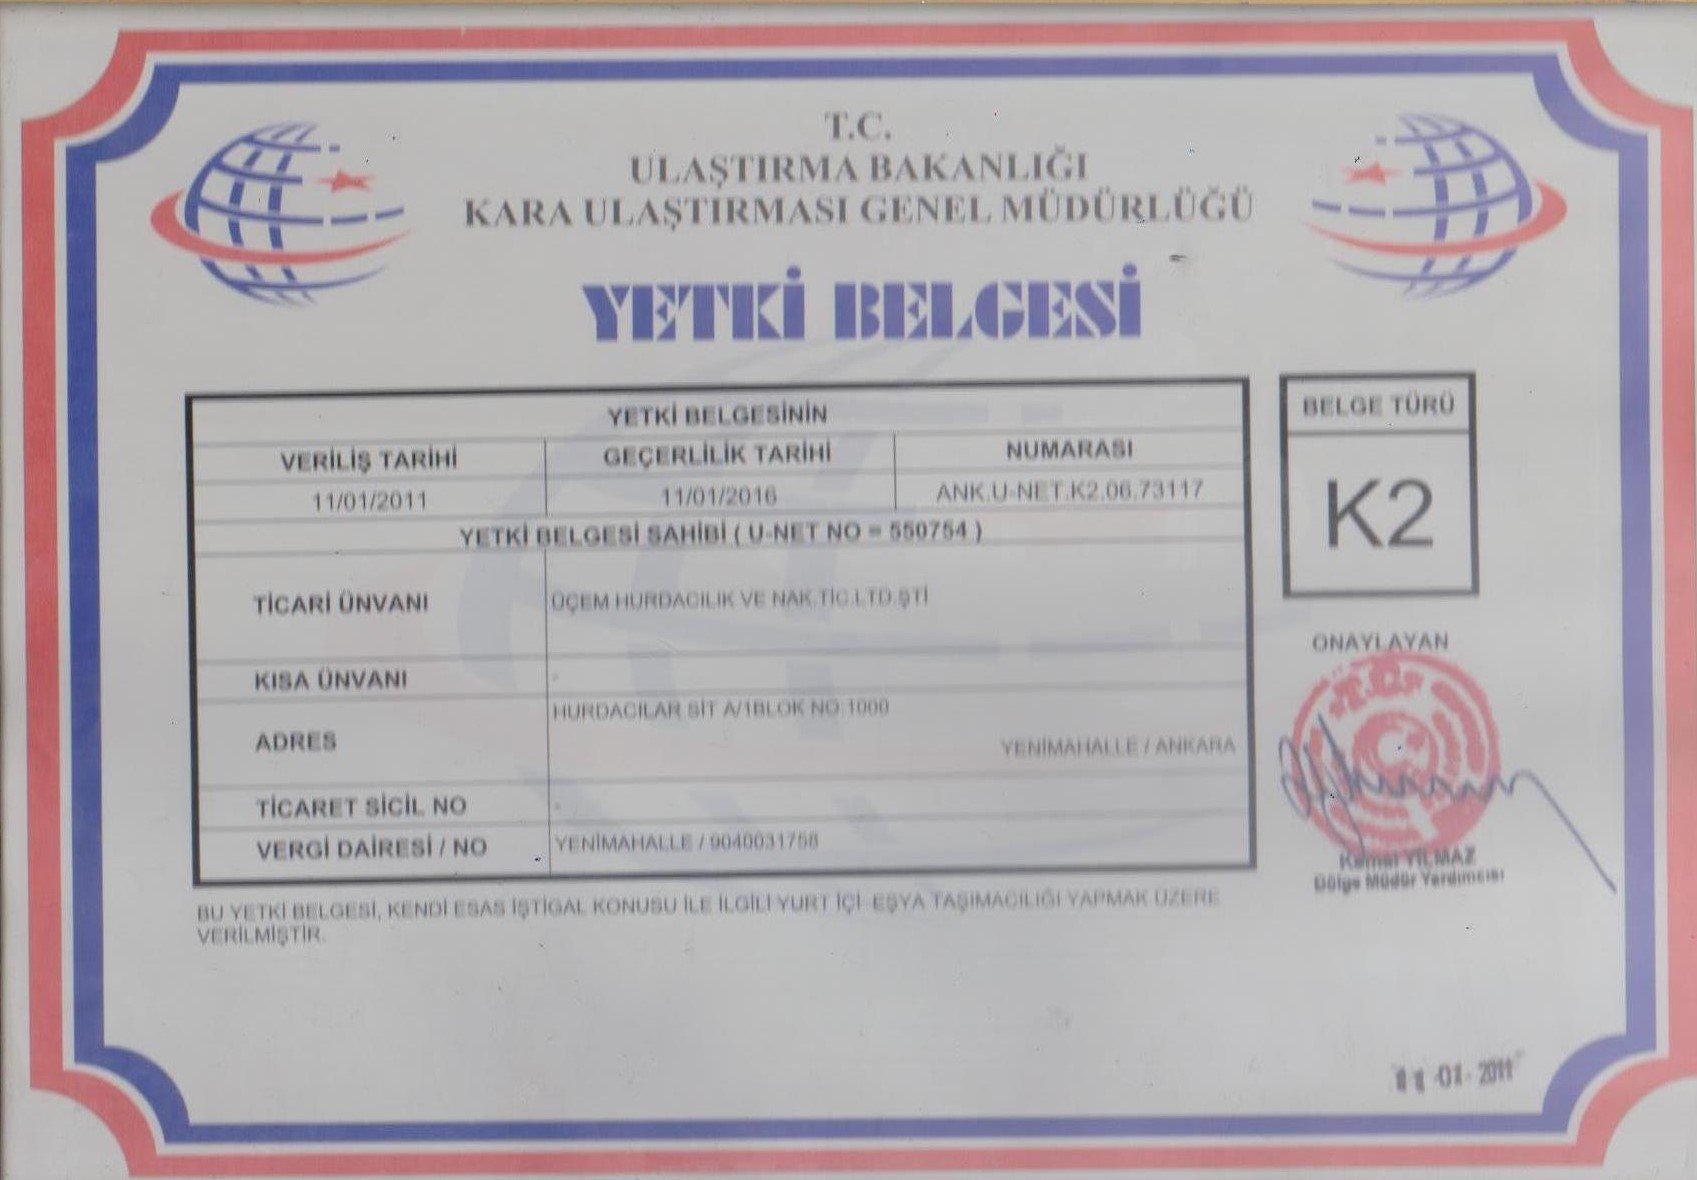 T.C.
ULAŞTIRMA BAKANLIĞI
KARA ULAŞTIRMASI GENEL MÜDÜRLÜĞÜ
YETKİ BELGESİ
YETKİ BELGESİNİN
VERİLİŞ TARİHİ GEÇERLİLİK TARİHİ NUMARASI
11/01/2011 11/01/2016 ANK.U-NET.K2.06.73117
YETKİ BELGESİ SAHİBİ ( U-NET NO = 550754 )
TİCARİ ÜNVANI ÜÇEM HURDACILIK VE NAK.TİC.LTD.ŞTİ
KISA ÜNVANI -
ADRES HURDACILAR SİT A/1BLOK NO:1000
YENİMAHALLE / ANKARA
TİCARET SİCİL NO -
VERGİ DAİRESİ / NO YENİMAHALLE / 9040031758
BELGE TÜRÜ
K2
ONAYLAYAN
T.C.
Kemal YILMAZ
Bölge Müdür Yardımcısı
BU YETKİ BELGESİ, KENDİ ESAS İŞTİGAL KONUSU İLE İLGİLİ YURT İÇİ EŞYA TAŞIMACILIĞI YAPMAK ÜZERE
VERİLMİŞTİR.
11-01-2011